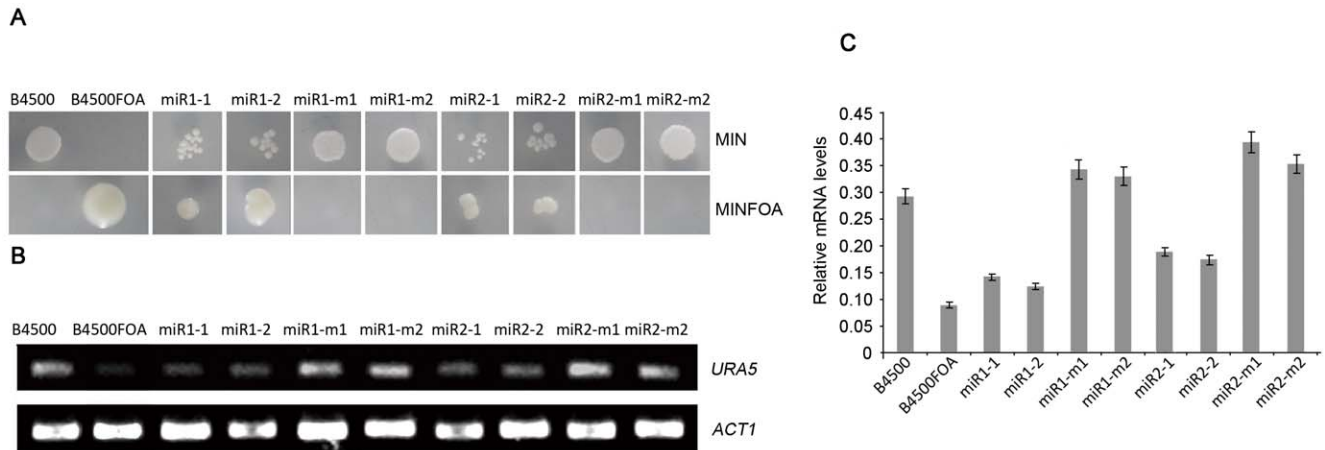 A
B4500 B4500FOA miR1-1 miR1-2 miR1-m1 miR1-m2 miR2-1 miR2-2 miR2-m1 miR2-m2
MIN
MINFOA
B
B4500 B4500FOA miR1-1 miR1-2 miR1-m1 miR1-m2 miR2-1 miR2-2 miR2-m1 miR2-m2
URA5
ACT1
C
Relative mRNA levels
0.45
0.40
0.35
0.30
0.25
0.20
0.15
0.10
0.05
0
B4500
B4500FOA
miR1-1
miR1-2
miR1-m1
miR1-m2
miR2-1
miR2-2
miR2-m1
miR2-m2